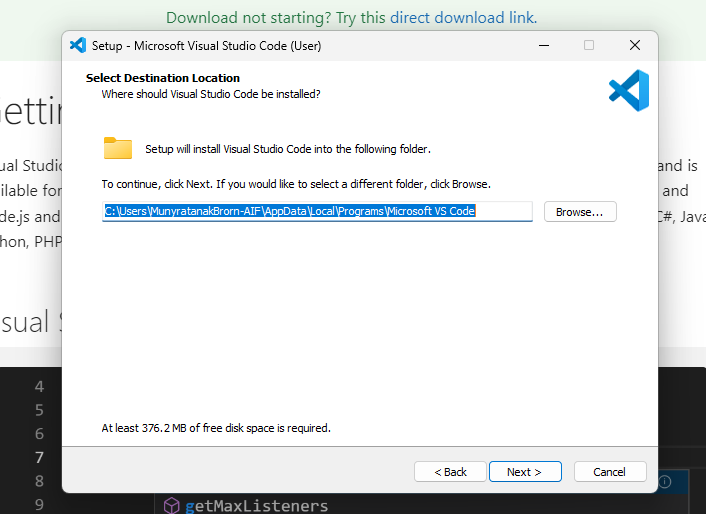 Download not starting? Try this direct download link.
Setup - Microsoft Visual Studio Code (User)
Select Destination Location
Where should Visual Studio Code be installed?
Setup will install Visual Studio Code into the following folder.
To continue, click Next. If you would like to select a different folder, click Browse.
C:\Users\MunyratanakBrorn-AIF\AppData\Local\Programs\Microsoft VS Code
Browse...
At least 376.2 MB of free disk space is required.
< Back
Next >
Cancel
ettin
ual Studio
and is
ilable for
and
de.js and
C#, Java
hon, PHP
sual S
4
5
6
7
8
9
getMaxListeners